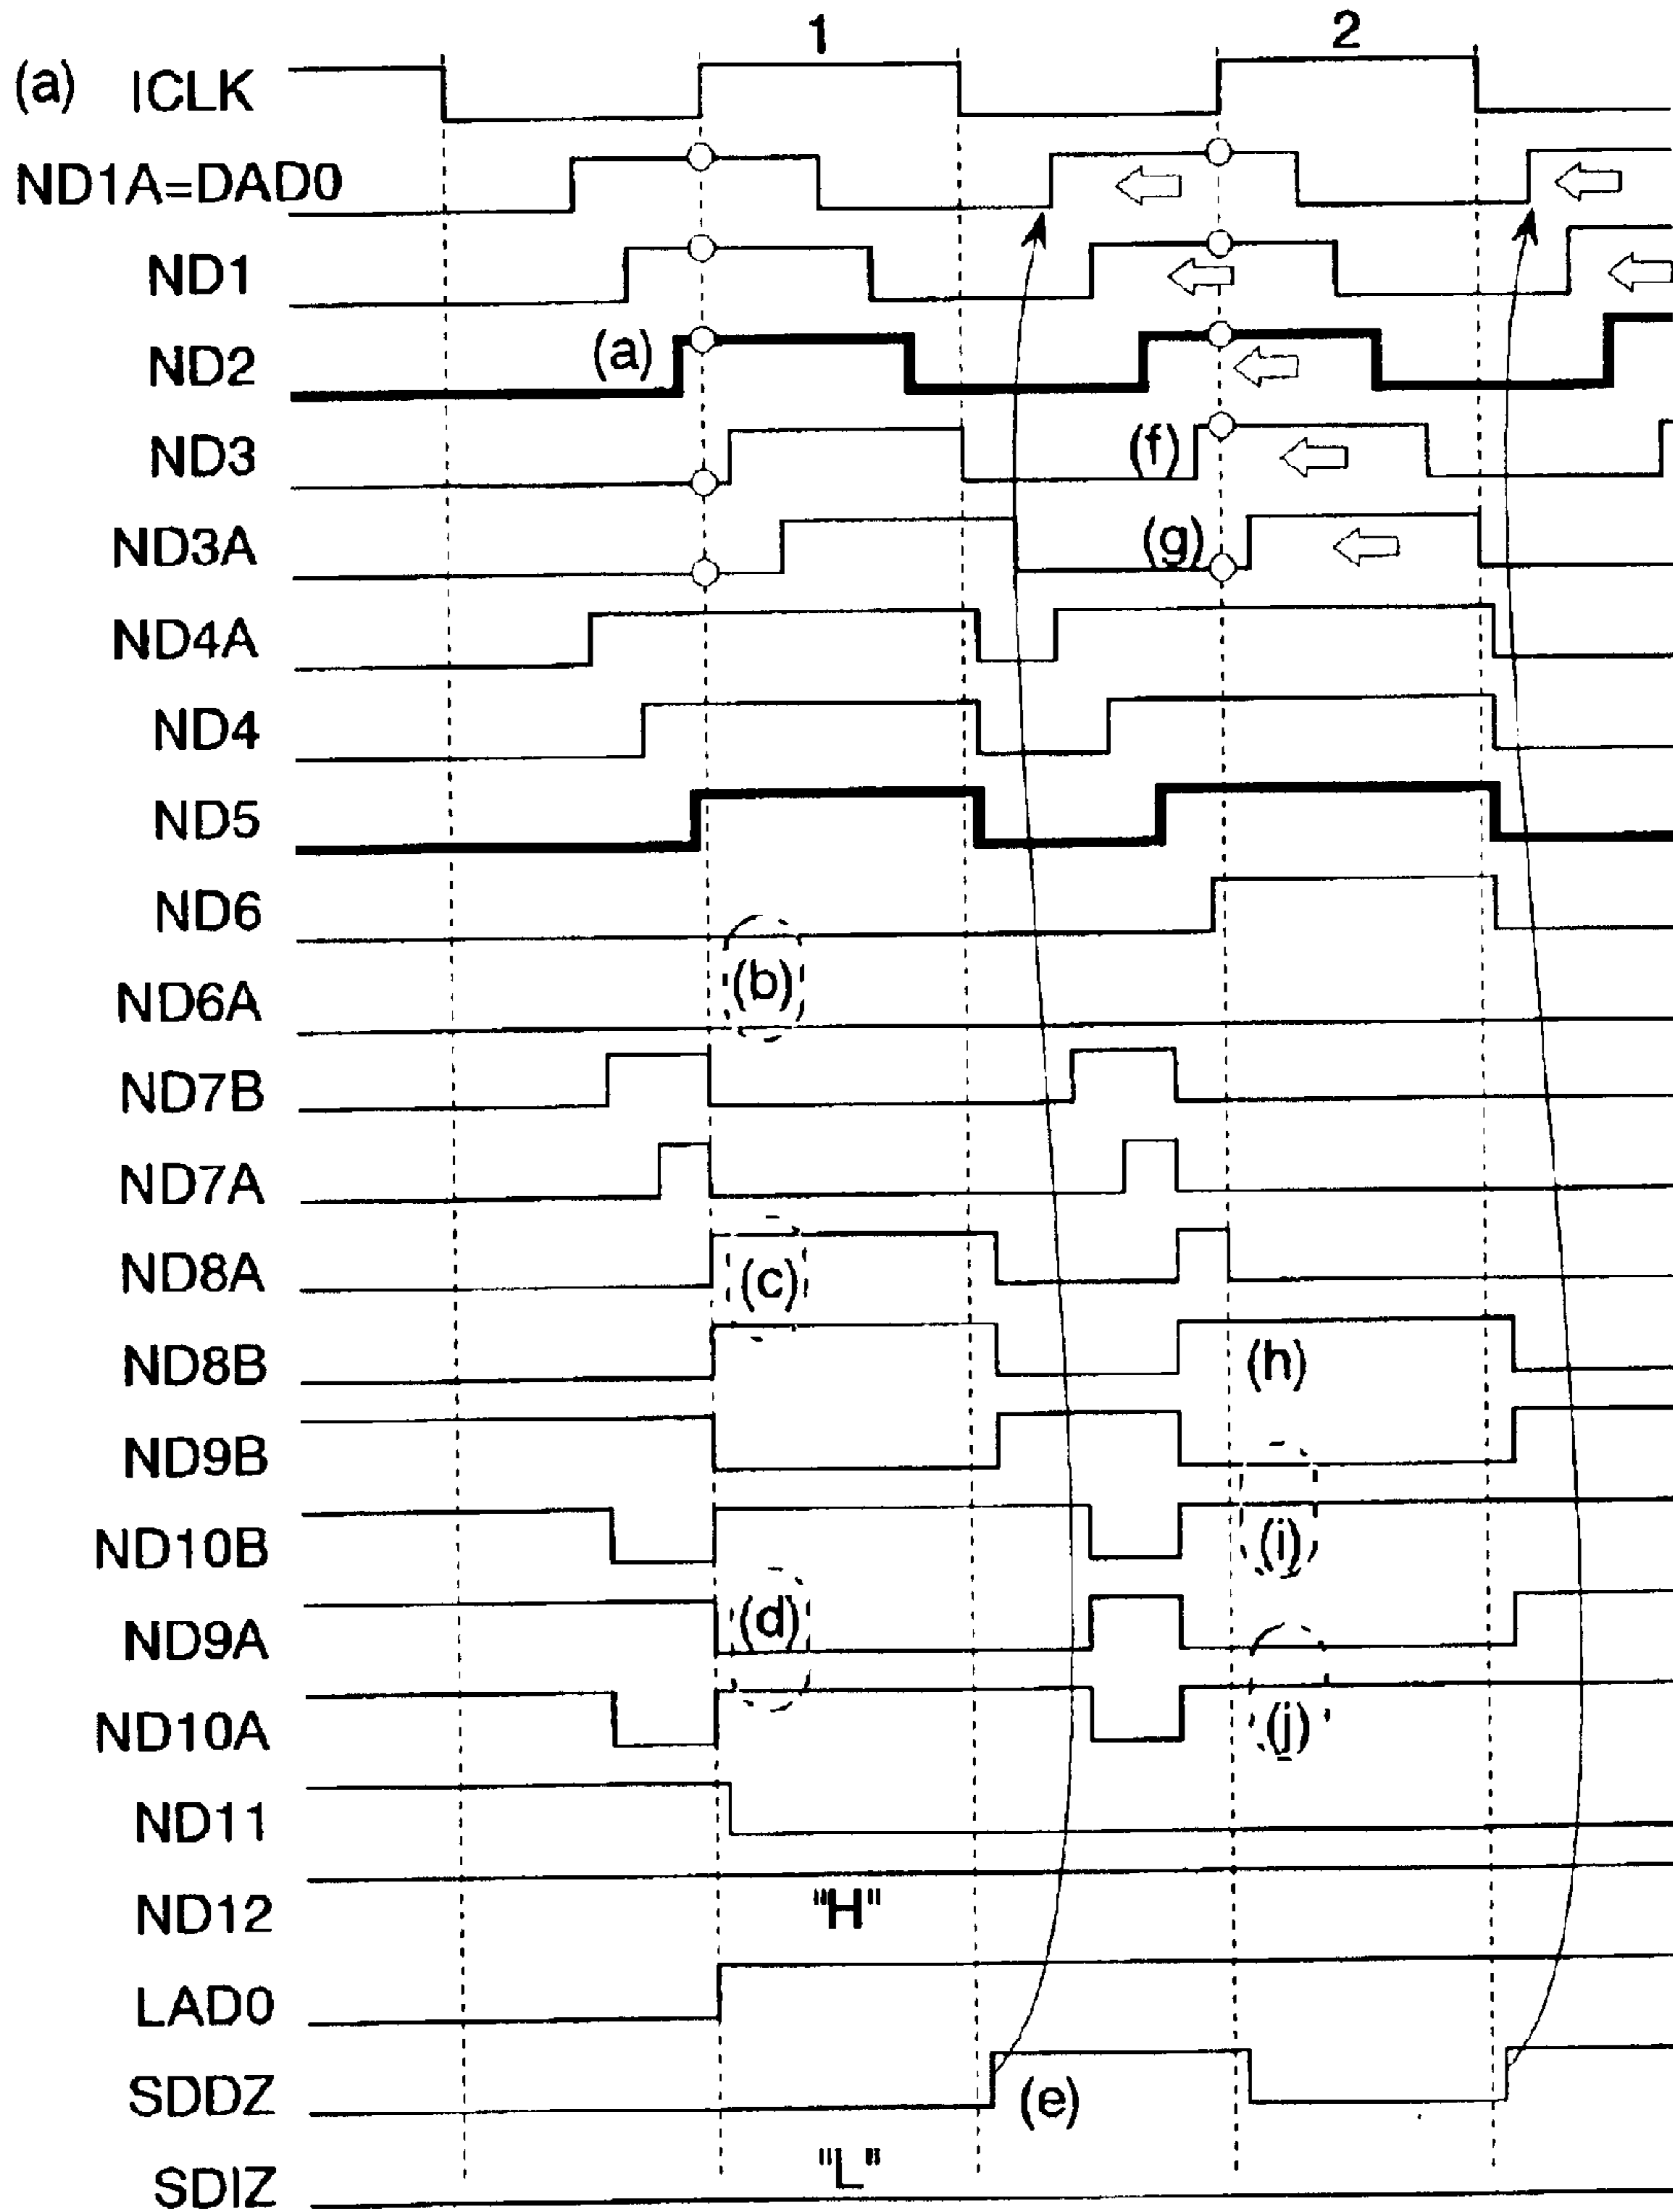 1 2
(a) ICLK
ND1A=DAD0
ND1
ND2 (a)
ND3 (f)
ND3A (g)
ND4A
ND4
ND5
ND6
(b)
ND6A
ND7B
ND7A
ND8A (c)
ND8B (h)
ND9B
ND10B (i)
ND9A (d)
ND10A (j)
ND11
ND12 "H"
LAD0
SDDZ (e)
SDIZ "L"